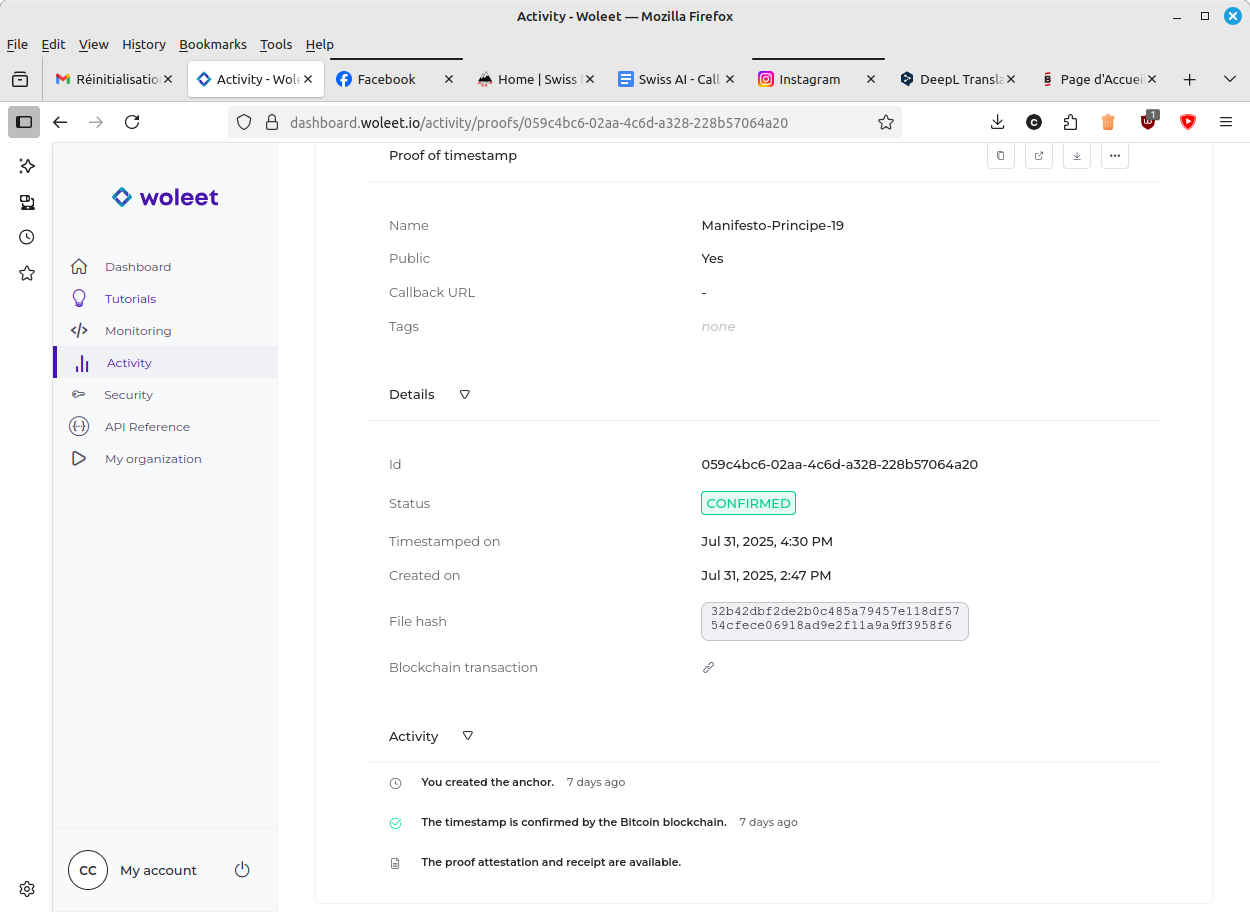 Activity - Woleet — Mozilla Firefox
File Edit View History Bookmarks Tools Help
Réinitialisatio Activity - Wole Facebook Home | Swiss Swiss AI - Call Instagram DeepL Transla Page d'Accuei
dashboard.woleet.io/activity/proofs/059c4bc6-02aa-4c6d-a328-228b57064a20
C
1
woleet
Dashboard
Tutorials
Monitoring
Activity
Security
API Reference
My organization
CC My account
Proof of timestamp
Name Manifesto-Principe-19
Public Yes
Callback URL -
Tags none
Details
Id 059c4bc6-02aa-4c6d-a328-228b57064a20
Status CONFIRMED
Timestamped on Jul 31, 2025, 4:30 PM
Created on Jul 31, 2025, 2:47 PM
File hash 32b42dbf2de2b0c485a79457e118df57
54cfece06918ad9e2f11a9a9ff3958f6
Blockchain transaction
Activity
You created the anchor. 7 days ago
The timestamp is confirmed by the Bitcoin blockchain. 7 days ago
The proof attestation and receipt are available.